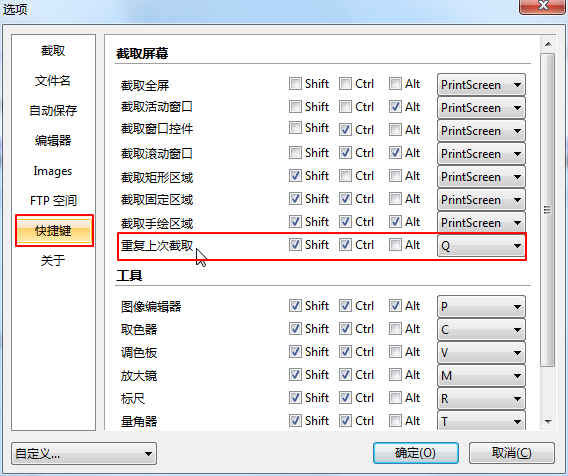 选项
截取
文件名
自动保存
编辑器
Images
FTP 空间
快捷键
关于
截取屏幕
截取全屏 Shift Ctrl Alt PrintScreen
截取活动窗口 Shift Ctrl Alt PrintScreen
截取窗口控件 Shift Ctrl Alt PrintScreen
截取滚动窗口 Shift Ctrl Alt PrintScreen
截取矩形区域 Shift Ctrl Alt PrintScreen
截取固定区域 Shift Ctrl Alt PrintScreen
截取手绘区域 Shift Ctrl Alt PrintScreen
重复上次截取 Shift Ctrl Alt Q
工具
图像编辑器 Shift Ctrl Alt P
取色器 Shift Ctrl Alt C
调色板 Shift Ctrl Alt V
放大镜 Shift Ctrl Alt M
标尺 Shift Ctrl Alt R
量角器 Shift Ctrl Alt T
自定义... 确定(O) 取消(C)